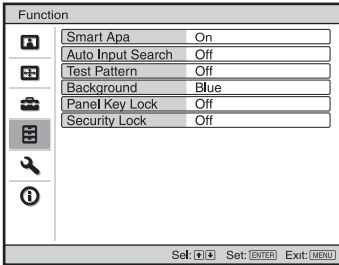 Function
Smart Apa On
Auto Input Search Off
Test Pattern Off
Background Blue
Panel Key Lock Off
Security Lock Off
Sel: Set: ENTER Exit: MENU